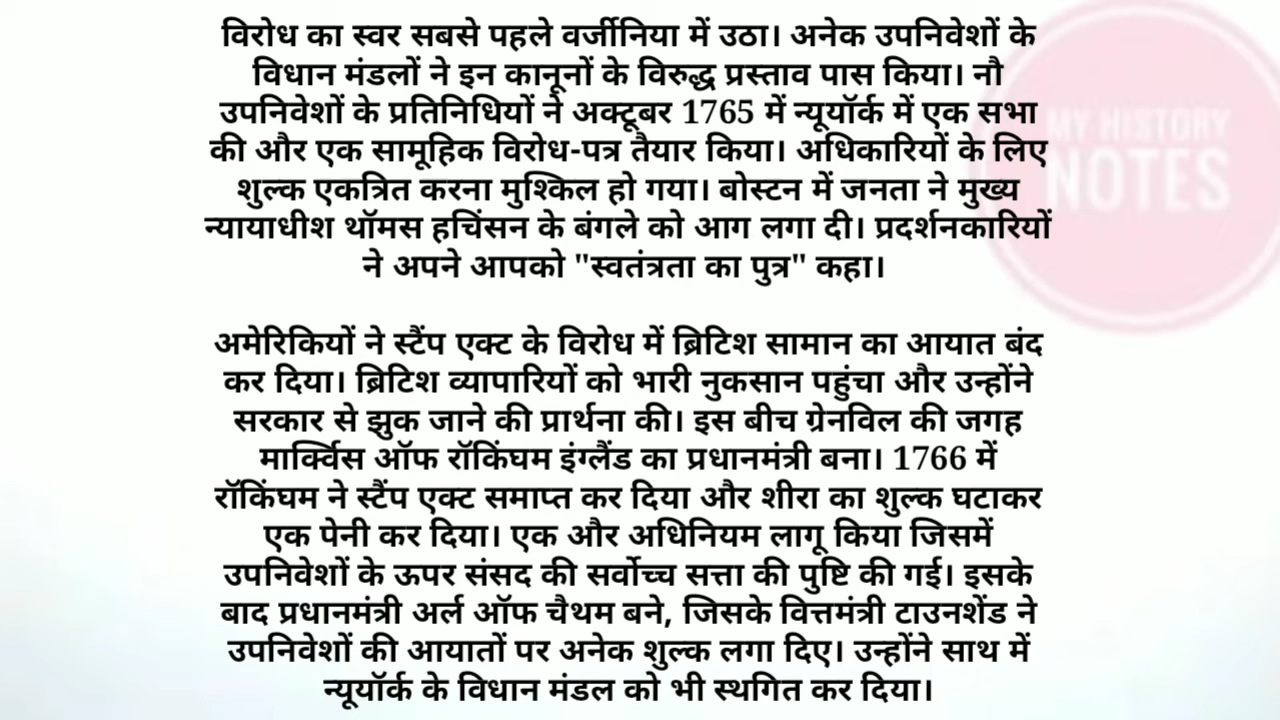 विरोध का स्वर सबसे पहले वर्जीनिया में उठा। अनेक उपनिवेशों के
विधान मंडलों ने इन कानूनों के विरुद्ध प्रस्ताव पास किया। नौ
उपनिवेशों के प्रतिनिधियों ने अक्टूबर 1765 में न्यूयॉर्क में एक सभा
की और एक सामूहिक विरोध-पत्र तैयार किया। अधिकारियों के लिए
शुल्क एकत्रित करना मुश्किल हो गया। बोस्टन में जनता ने मुख्य
न्यायाधीश थॉमस हचिंसन के बंगले को आग लगा दी। प्रदर्शनकारियों
ने अपने आपको "स्वतंत्रता का पुत्र" कहा।
अमेरिकियों ने स्टैंप एक्ट के विरोध में ब्रिटिश सामान का आयात बंद
कर दिया। ब्रिटिश व्यापारियों को भारी नुकसान पहुंचा और उन्होंने
सरकार से झुक जाने की प्रार्थना की। इस बीच ग्रेनविल की जगह
मार्क्विस ऑफ रॉकिंघम इंग्लैंड का प्रधानमंत्री बना। 1766 में
रॉकिंघम ने स्टैंप एक्ट समाप्त कर दिया और शीरा का शुल्क घटाकर
एक पेनी कर दिया। एक और अधिनियम लागू किया जिसमें
उपनिवेशों के ऊपर संसद की सर्वोच्च सत्ता की पुष्टि की गई। इसके
बाद प्रधानमंत्री अर्ल ऑफ चैथम बने, जिसके वित्तमंत्री टाउनशेंड ने
उपनिवेशों की आयातों पर अनेक शुल्क लगा दिए। उन्होंने साथ में
न्यूयॉर्क के विधान मंडल को भी स्थगित कर दिया।
MY HISTORY
NOTES